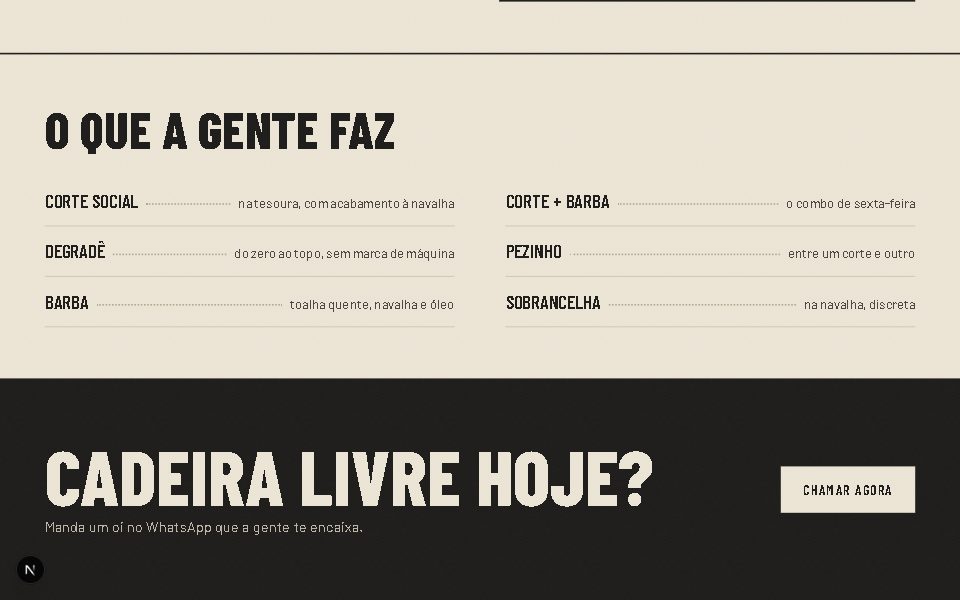 O QUE A GENTE FAZ
CORTE SOCIAL na tesoura, com acabamento à navalha
DEGRADÊ do zero ao topo, sem marca de máquina
BARBA toalha quente, navalha e óleo
CORTE + BARBA o combo de sexta-feira
PEZINHO entre um corte e outro
SOBRANCELHA na navalha, discreta
CADEIRA LIVRE HOJE?
Manda um oi no WhatsApp que a gente te encaixa.
CHAMAR AGORA
N